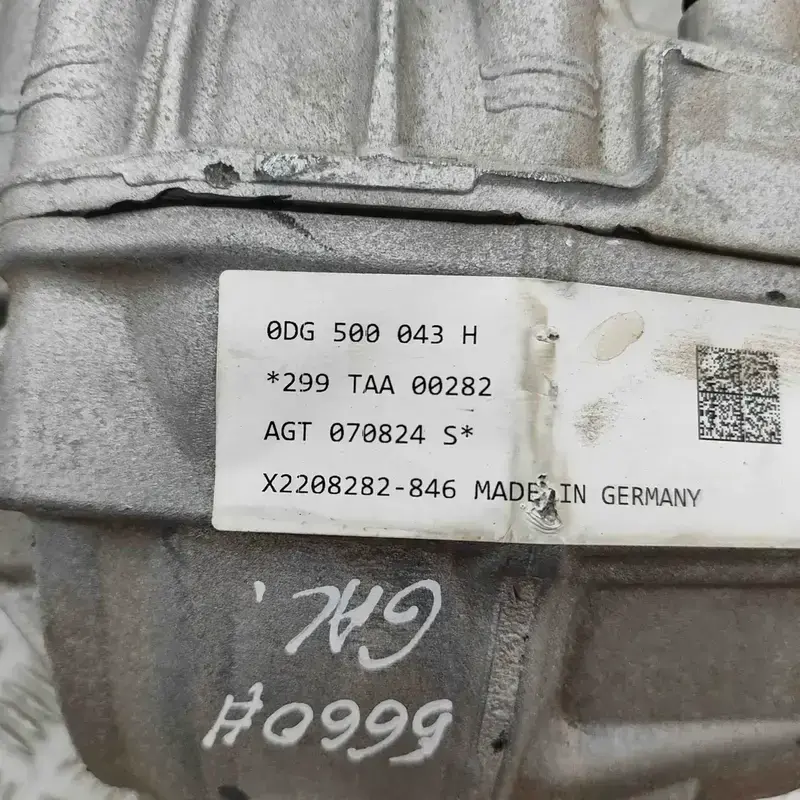 0DG 500 043 H
*299 TAA 00282
AGT 070824 S*
X2208282-846 MADE IN GERMANY